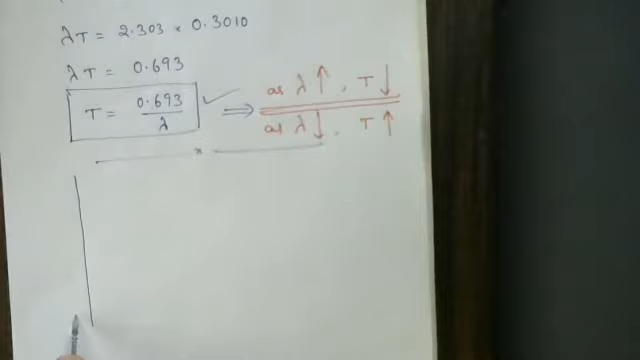 λT = 2.303 × 0.3010
λT = 0.693
T = 0.693/λ ✓ ⟹ as λ↑, T↓
as λ↓, T↑